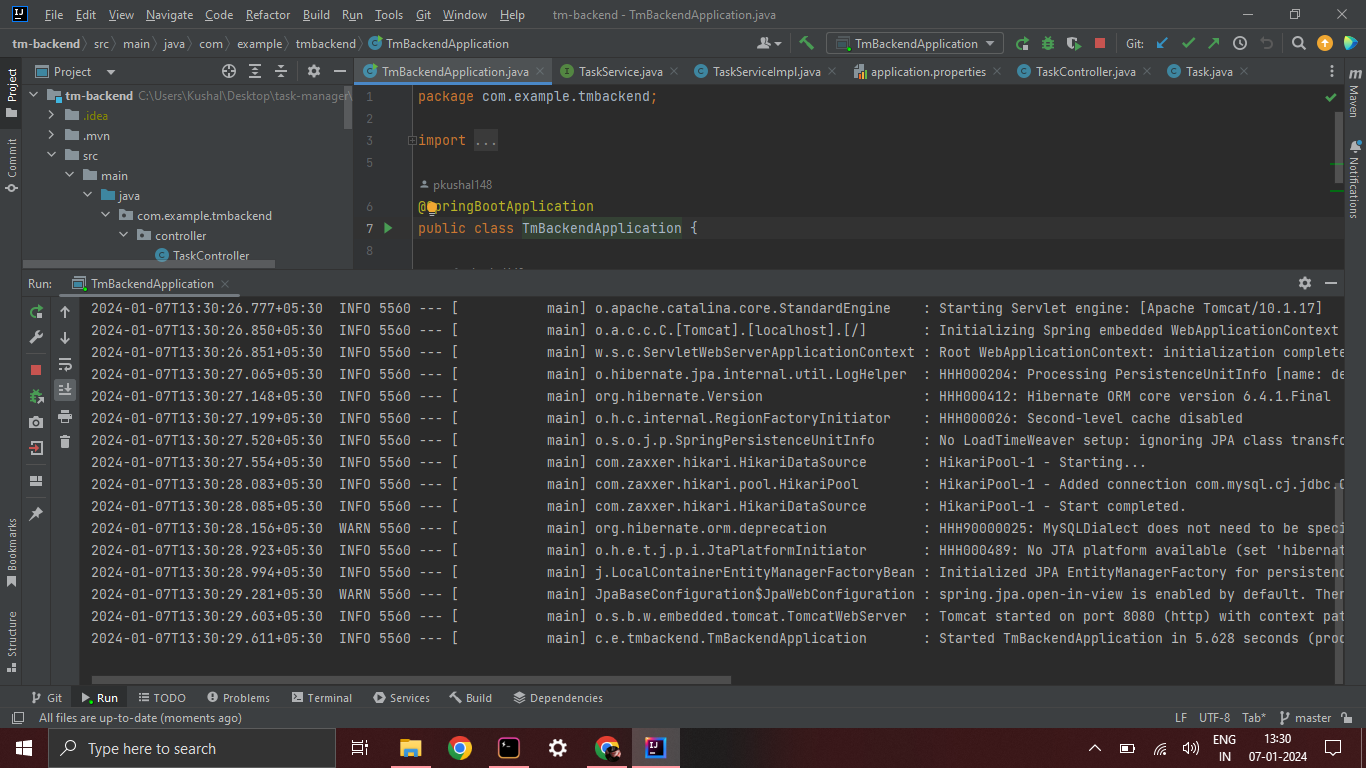 File Edit View Navigate Code Refactor Build Run Tools Git Window Help tm-backend - TmBackendApplication.java
tm-backend src main java com example tmbackend TmBackendApplication
TmBackendApplication Git:
Project
TmBackendApplication.java TaskService.java TaskServiceImpl.java application.properties TaskController.java Task.java
Project
Commit
Bookmarks
Structure
Maven
Notifications
tm-backend C:\Users\Kushal\Desktop\task-manager\
.idea
.mvn
src
main
java
com.example.tmbackend
controller
TaskController
1 package com.example.tmbackend;
2
3 import ...
5
pkushal148
6 @SpringBootApplication
7 public class TmBackendApplication {
8
Run: TmBackendApplication
2024-01-07T13:30:26.777+05:30 INFO 5560 --- [ main] o.apache.catalina.core.StandardEngine : Starting Servlet engine: [Apache Tomcat/10.1.17]
2024-01-07T13:30:26.850+05:30 INFO 5560 --- [ main] o.a.c.c.C.[Tomcat].[localhost].[/] : Initializing Spring embedded WebApplicationContext
2024-01-07T13:30:26.851+05:30 INFO 5560 --- [ main] w.s.c.ServletWebServerApplicationContext : Root WebApplicationContext: initialization complete
2024-01-07T13:30:27.065+05:30 INFO 5560 --- [ main] o.hibernate.jpa.internal.util.LogHelper : HHH000204: Processing PersistenceUnitInfo [name: de
2024-01-07T13:30:27.148+05:30 INFO 5560 --- [ main] org.hibernate.Version : HHH000412: Hibernate ORM core version 6.4.1.Final
2024-01-07T13:30:27.199+05:30 INFO 5560 --- [ main] o.h.c.internal.RegionFactoryInitiator : HHH000026: Second-level cache disabled
2024-01-07T13:30:27.520+05:30 INFO 5560 --- [ main] o.s.o.j.p.SpringPersistenceUnitInfo : No LoadTimeWeaver setup: ignoring JPA class transfo
2024-01-07T13:30:27.554+05:30 INFO 5560 --- [ main] com.zaxxer.hikari.HikariDataSource : HikariPool-1 - Starting...
2024-01-07T13:30:28.083+05:30 INFO 5560 --- [ main] com.zaxxer.hikari.pool.HikariPool : HikariPool-1 - Added connection com.mysql.cj.jdbc.C
2024-01-07T13:30:28.085+05:30 INFO 5560 --- [ main] com.zaxxer.hikari.HikariDataSource : HikariPool-1 - Start completed.
2024-01-07T13:30:28.156+05:30 WARN 5560 --- [ main] org.hibernate.orm.deprecation : HHH90000025: MySQLDialect does not need to be speci
2024-01-07T13:30:28.923+05:30 INFO 5560 --- [ main] o.h.e.t.j.p.i.JtaPlatformInitiator : HHH000489: No JTA platform available (set 'hibernat
2024-01-07T13:30:28.994+05:30 INFO 5560 --- [ main] j.LocalContainerEntityManagerFactoryBean : Initialized JPA EntityManagerFactory for persistenc
2024-01-07T13:30:29.281+05:30 WARN 5560 --- [ main] JpaBaseConfiguration$JpaWebConfiguration : spring.jpa.open-in-view is enabled by default. Ther
2024-01-07T13:30:29.603+05:30 INFO 5560 --- [ main] o.s.b.w.embedded.tomcat.TomcatWebServer : Tomcat started on port 8080 (http) with context pat
2024-01-07T13:30:29.611+05:30 INFO 5560 --- [ main] c.e.tmbackend.TmBackendApplication : Started TmBackendApplication in 5.628 seconds (proc
Git Run TODO Problems Terminal Services Build Dependencies
All files are up-to-date (moments ago) LF UTF-8 Tab* master
Type here to search
ENG 13:30
IN 07-01-2024